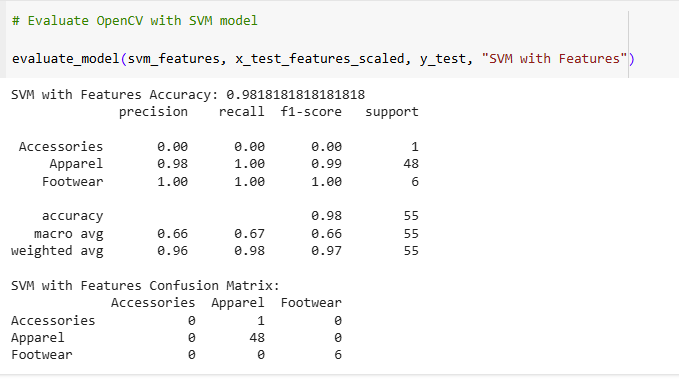 # Evaluate OpenCV with SVM model
evaluate_model(svm_features, x_test_features_scaled, y_test, "SVM with Features")
SVM with Features Accuracy: 0.9818181818181818
precision recall f1-score support
Accessories 0.00 0.00 0.00 1
Apparel 0.98 1.00 0.99 48
Footwear 1.00 1.00 1.00 6
accuracy 0.98 55
macro avg 0.66 0.67 0.66 55
weighted avg 0.96 0.98 0.97 55
SVM with Features Confusion Matrix:
Accessories Apparel Footwear
Accessories 0 1 0
Apparel 0 48 0
Footwear 0 0 6